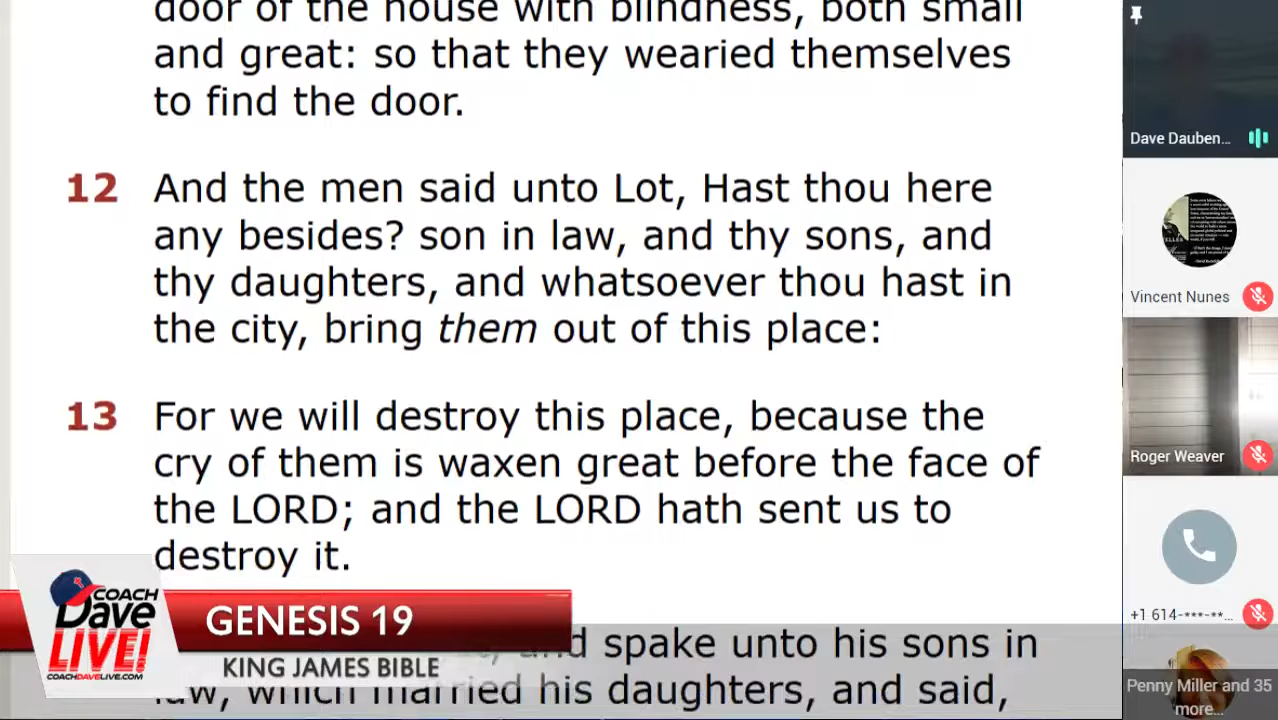 door of the house with blindness, both small
and great: so that they wearied themselves
to find the door.
12 And the men said unto Lot, Hast thou here
any besides? son in law, and thy sons, and
thy daughters, and whatsoever thou hast in
the city, bring them out of this place:
13 For we will destroy this place, because the
cry of them is waxen great before the face of
the LORD; and the LORD hath sent us to
destroy it.
and spake unto his sons in
law, which married his daughters, and said,
COACH
Dave
LIVE!
COACHDAVELIVE.COM
GENESIS 19
KING JAMES BIBLE
Dave Dauben...
Vincent Nunes
Roger Weaver
+1 614-***-**...
Penny Miller and 35
more...